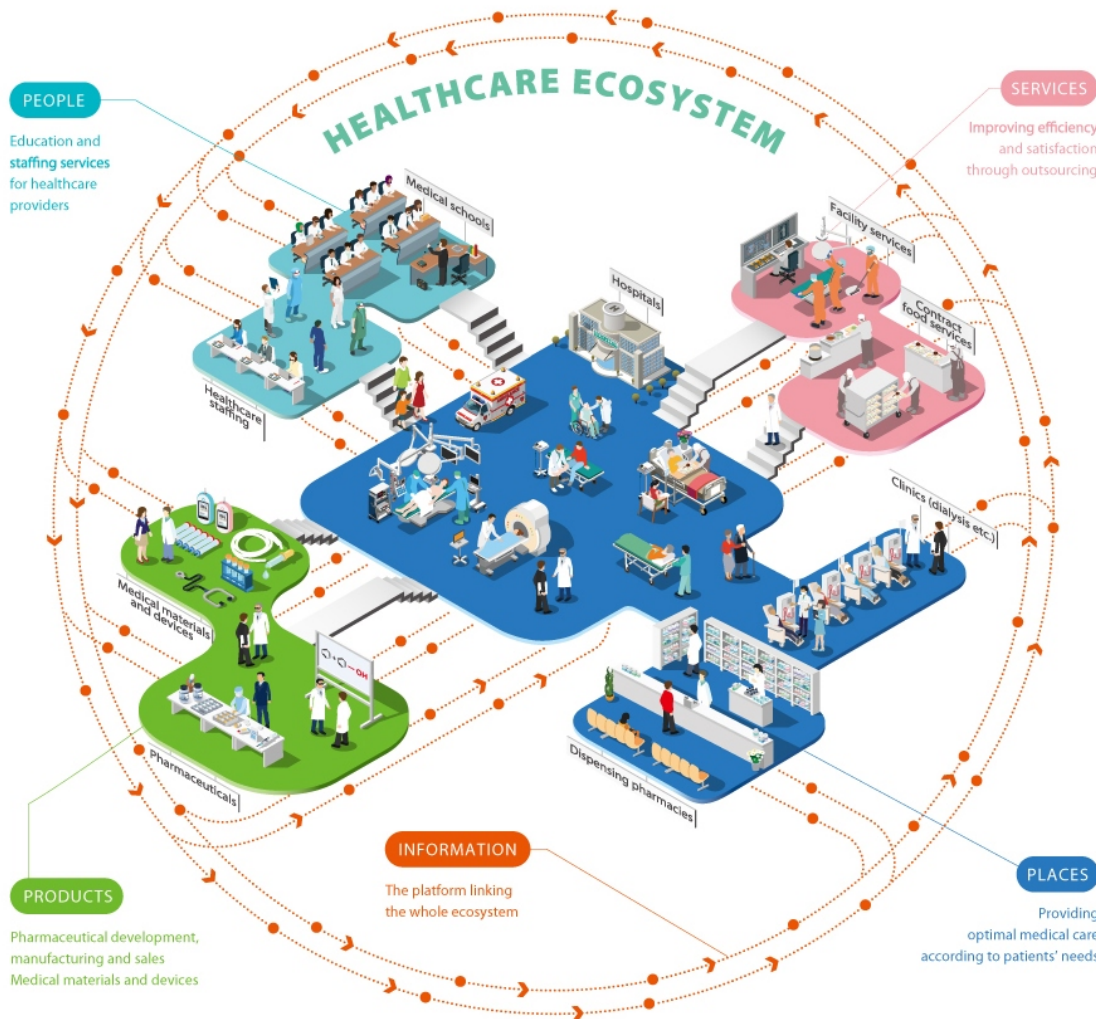 HEALTHCARE ECOSYSTEM
PEOPLE
Education and
staffing services
for healthcare
providers
SERVICES
Improving efficiency
and satisfaction
through outsourcing
Medical schools
Facility services
Hospitals
Contract
food services
Healthcare
staffing
Clinics (dialysis etc.)
Medical materials
and devices
OH
Pharmaceuticals
Dispensing pharmacies
INFORMATION
The platform linking
the whole ecosystem
PRODUCTS
Pharmaceutical development,
manufacturing and sales
Medical materials and devices
PLACES
Providing
optimal medical care
according to patients' needs
H